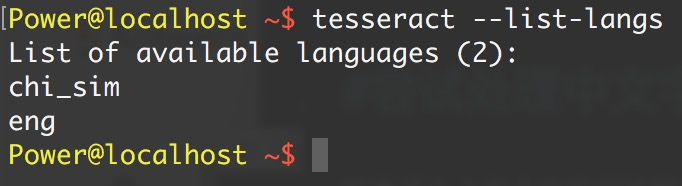 Power@localhost ~$ tesseract --list-langs
List of available languages (2):
chi_sim
eng
Power@localhost ~$